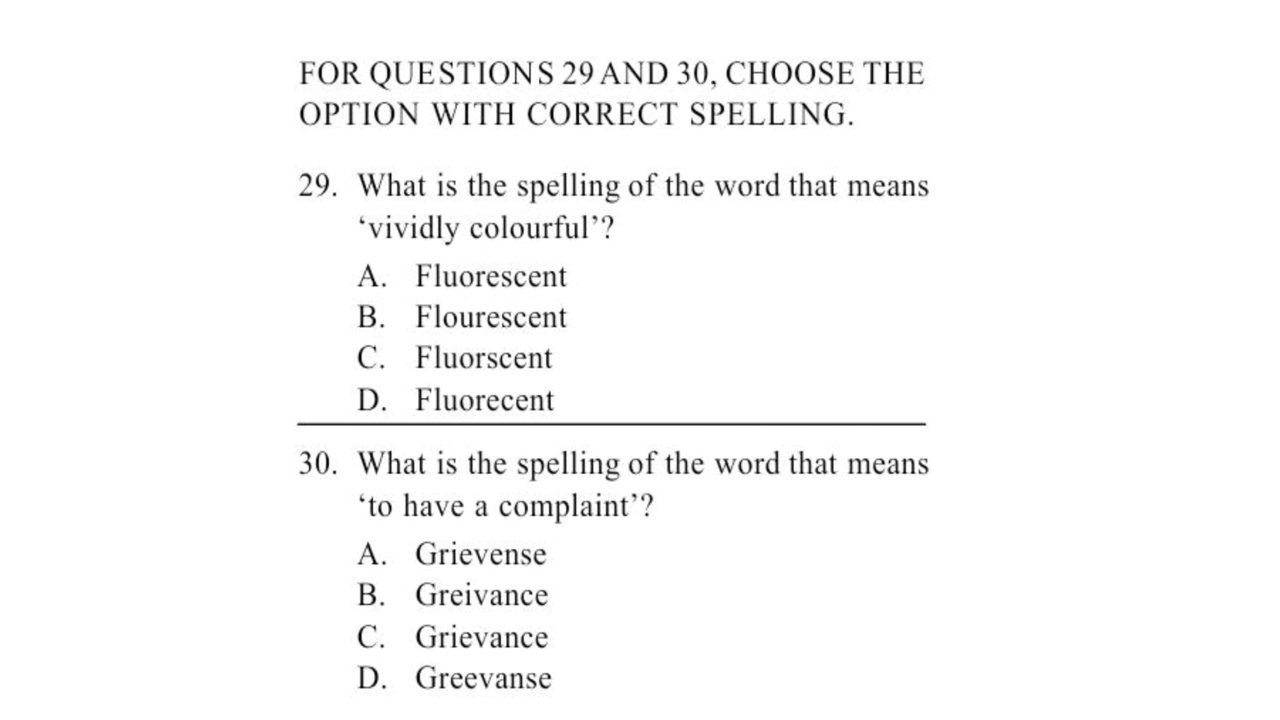 FOR QUESTIONS 29 AND 30, CHOOSE THE
OPTION WITH CORRECT SPELLING.
29. What is the spelling of the word that means
‘vividly colourful’?
A. Fluorescent
B. Flourescent
C. Fluorscent
D. Fluorecent
30. What is the spelling of the word that means
‘to have a complaint’?
A. Grievense
B. Greivance
C. Grievance
D. Greevanse